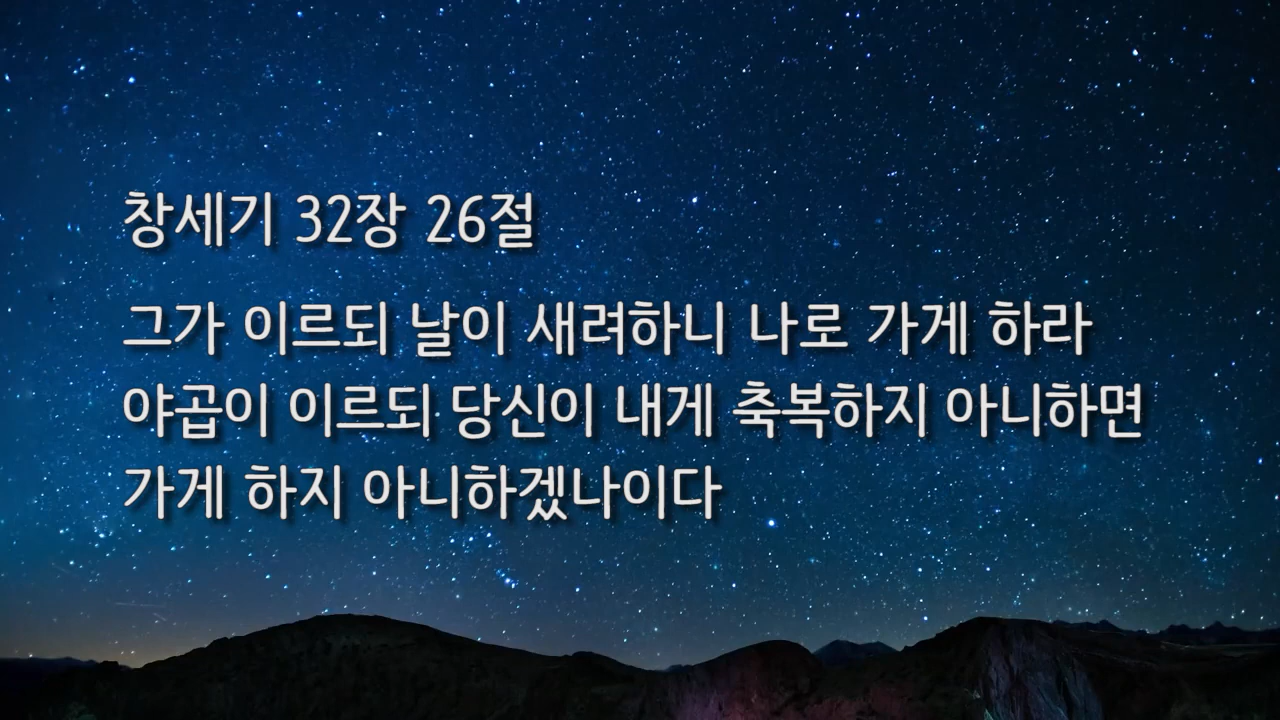 창세기 32장 26절
그가 이르되 날이 새려하니 나로 가게 하라
야곱이 이르되 당신이 내게 축복하지 아니하면
가게 하지 아니하겠나이다